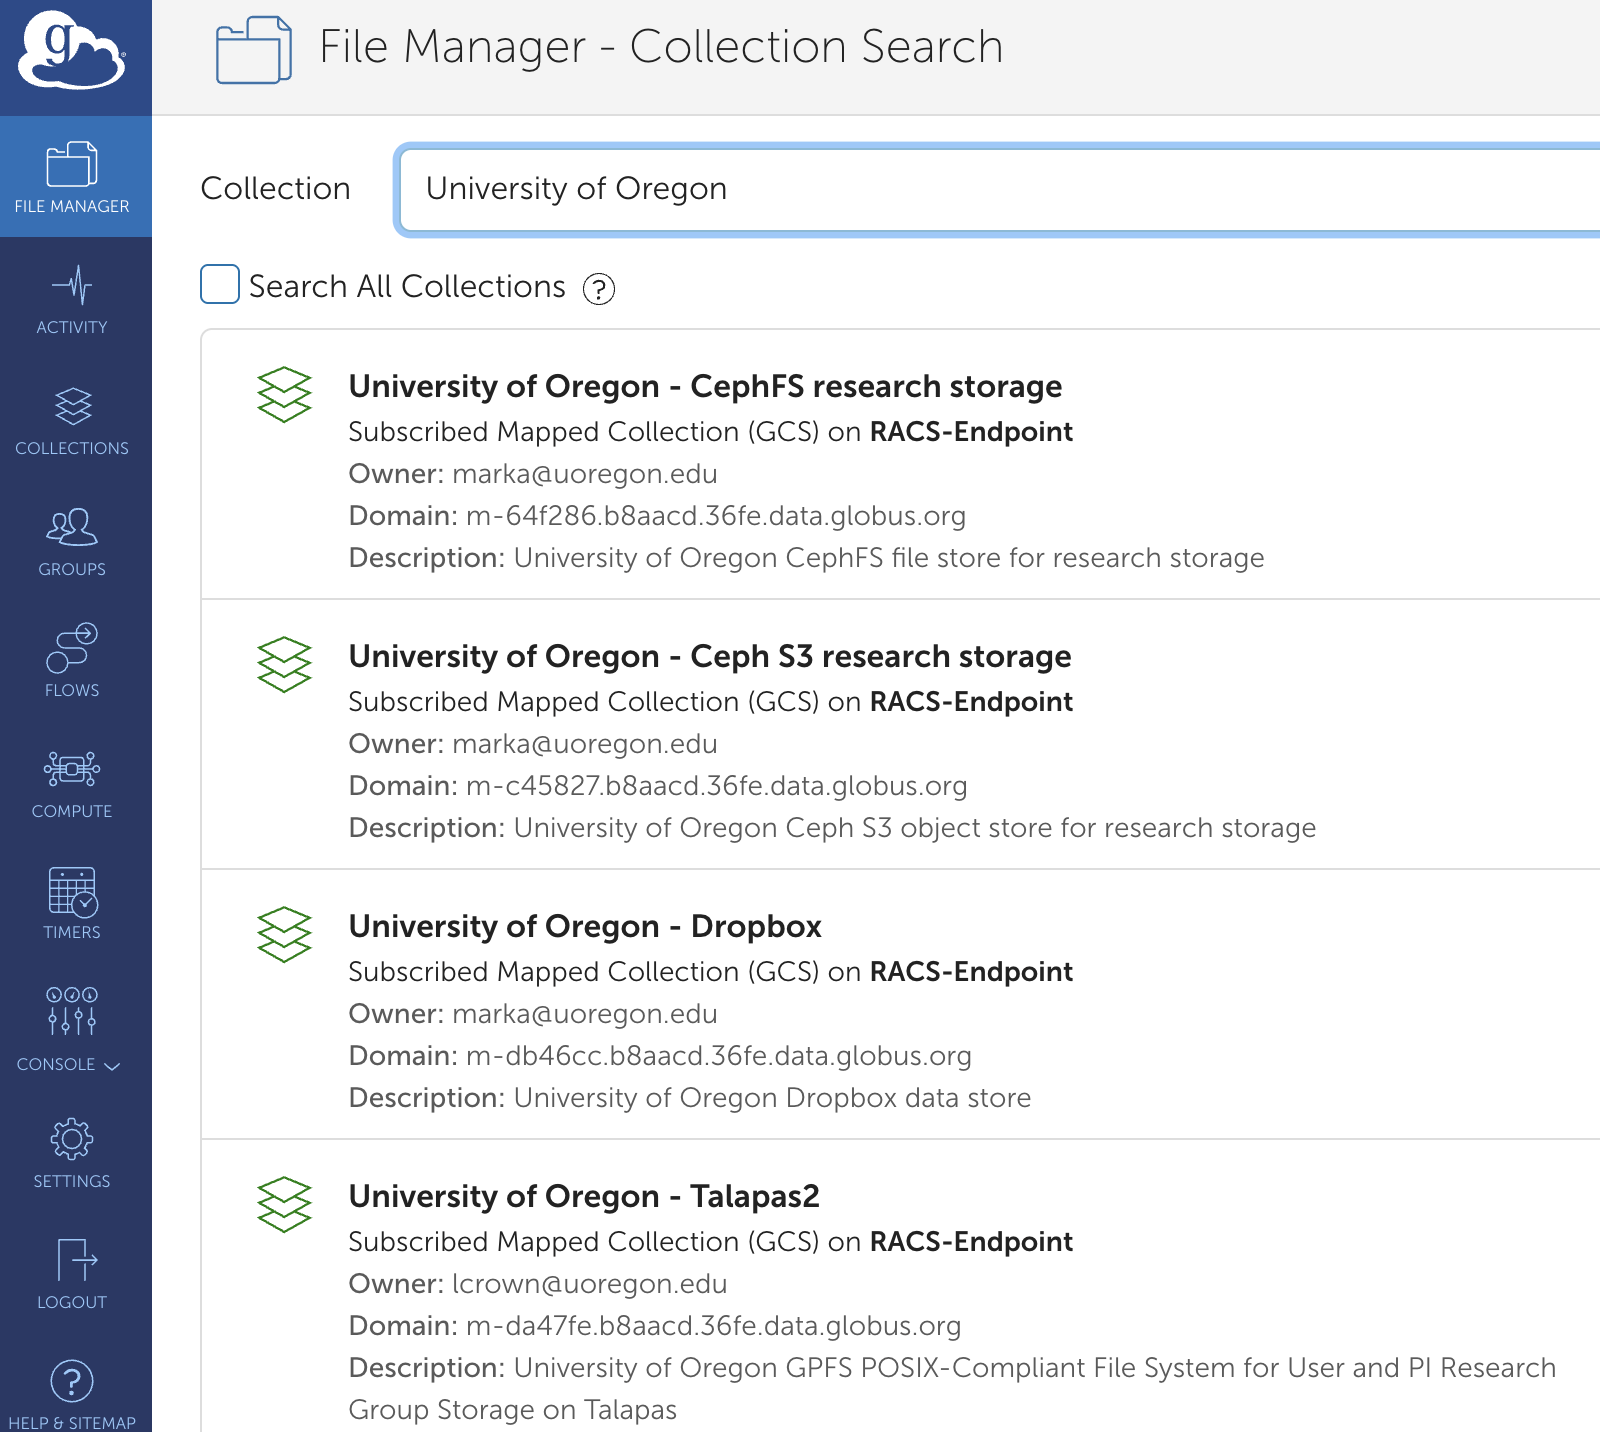 g
File Manager - Collection Search
FILE MANAGER
ACTIVITY
COLLECTIONS
GROUPS
FLOWS
COMPUTE
TIMERS
CONSOLE
SETTINGS
LOGOUT
?
HELP & SITEMAP
Collection
University of Oregon
Search All Collections ?
University of Oregon - CephFS research storage
Subscribed Mapped Collection (GCS) on RACS-Endpoint
Owner: marka@uoregon.edu
Domain: m-64f286.b8aacd.36fe.data.globus.org
Description: University of Oregon CephFS file store for research storage
University of Oregon - Ceph S3 research storage
Subscribed Mapped Collection (GCS) on RACS-Endpoint
Owner: marka@uoregon.edu
Domain: m-c45827.b8aacd.36fe.data.globus.org
Description: University of Oregon Ceph S3 object store for research storage
University of Oregon - Dropbox
Subscribed Mapped Collection (GCS) on RACS-Endpoint
Owner: marka@uoregon.edu
Domain: m-db46cc.b8aacd.36fe.data.globus.org
Description: University of Oregon Dropbox data store
University of Oregon - Talapas2
Subscribed Mapped Collection (GCS) on RACS-Endpoint
Owner: lcrown@uoregon.edu
Domain: m-da47fe.b8aacd.36fe.data.globus.org
Description: University of Oregon GPFS POSIX-Compliant File System for User and PI Research
Group Storage on Talapas